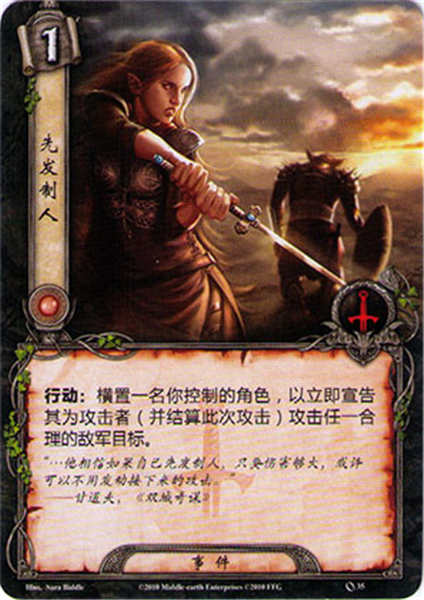 1
先发制人
行动：横置一名你控制的角色，以立即宣告
其为攻击者（并结算此次攻击）攻击任一合
理的敌军目标。
“…他相信如果自己先发制人，只要伤害够大，或许
可以不用发动接下来的攻击。”
——甘道夫，《双城奇谋》
事件
Illus. Nara Biddle
©2010 Middle-earth Enterprises ©2010 FFG
35